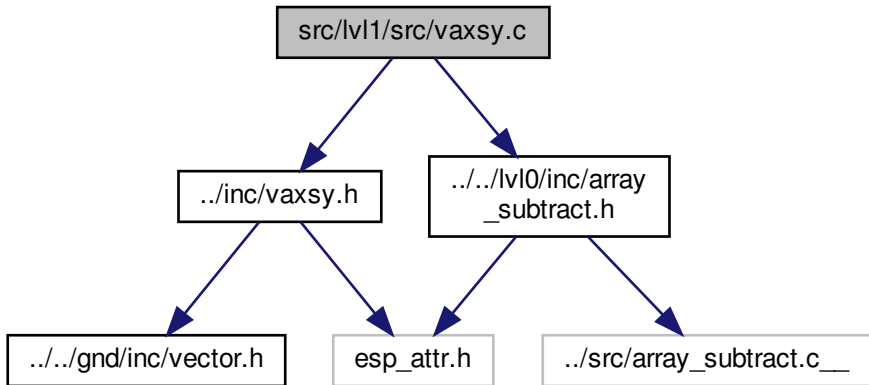 src/lvl1/src/vaxsy.c
../inc/vaxsy.h
../../lvl0/inc/array
_subtract.h
../../gnd/inc/vector.h
esp_attr.h
../src/array_subtract.c__